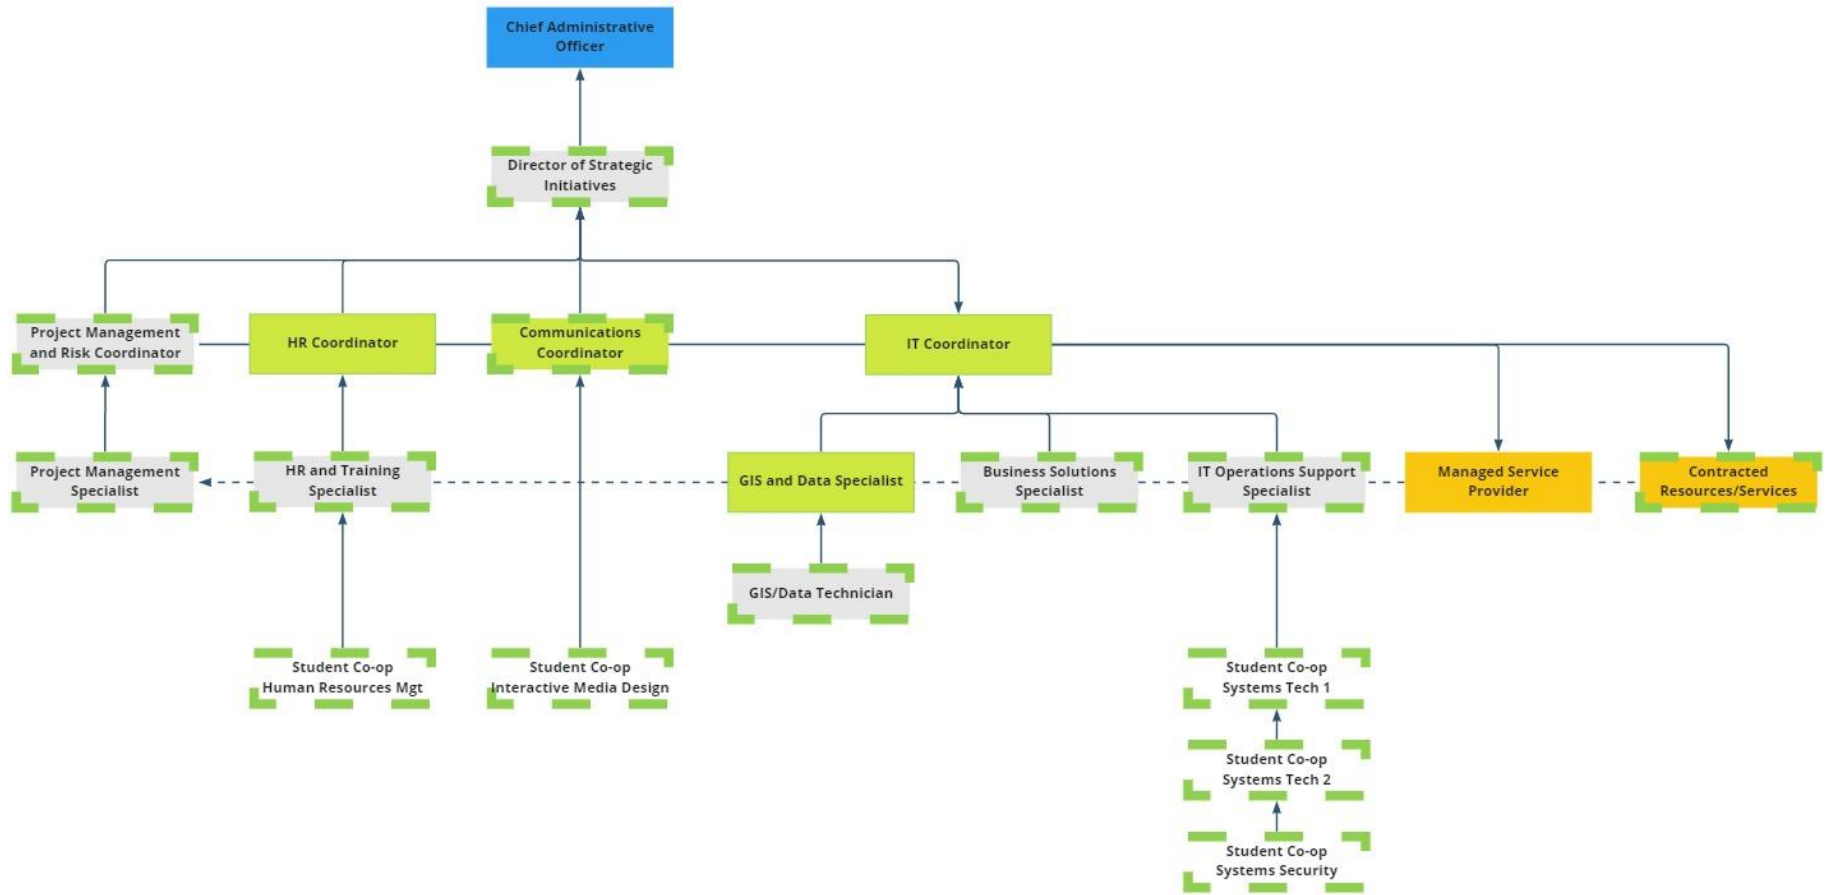 Chief Administrative
Officer
Director of Strategic
Initiatives
Project Management
and Risk Coordinator
HR Coordinator
Communications
Coordinator
IT Coordinator
Project Management
Specialist
HR and Training
Specialist
GIS and Data Specialist
Business Solutions
Specialist
IT Operations Support
Specialist
Managed Service
Provider
Contracted
Resources/Services
GIS/Data Technician
Student Co-op
Human Resources Mgt
Student Co-op
Interactive Media Design
Student Co-op
Systems Tech 1
Student Co-op
Systems Tech 2
Student Co-op
Systems Security